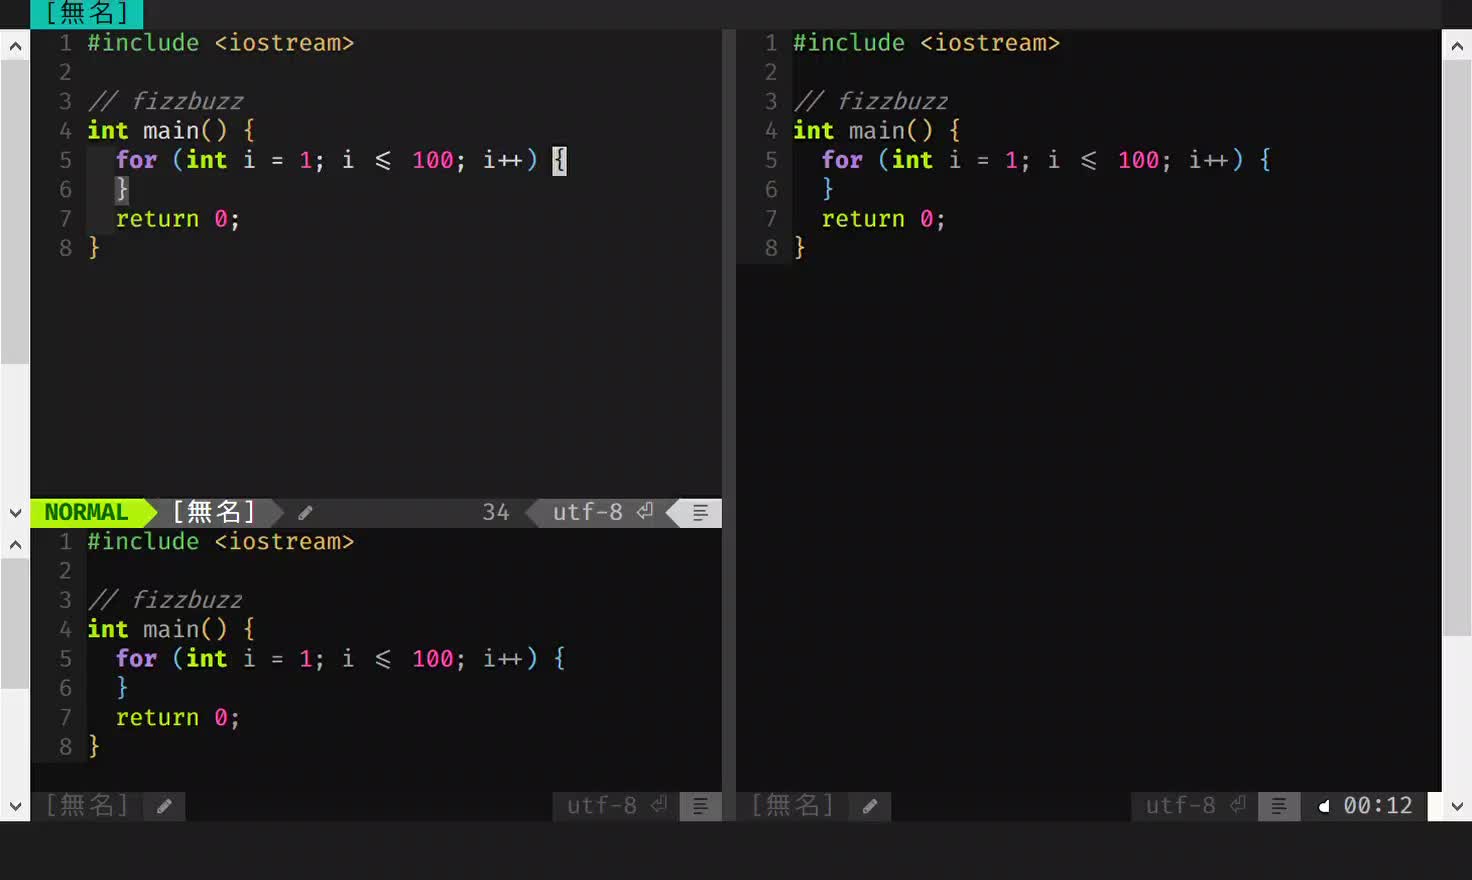 [無名]
1 #include <iostream>
2
3 // fizzbuzz
4 int main() {
5   for (int i = 1; i <= 100; i++) {
6   }
7   return 0;
8 }
NORMAL [無名] 34 utf-8
1 #include <iostream>
2
3 // fizzbuzz
4 int main() {
5   for (int i = 1; i <= 100; i++) {
6   }
7   return 0;
8 }
[無名] utf-8
1 #include <iostream>
2
3 // fizzbuzz
4 int main() {
5   for (int i = 1; i <= 100; i++) {
6   }
7   return 0;
8 }
[無名] utf-8 00:12